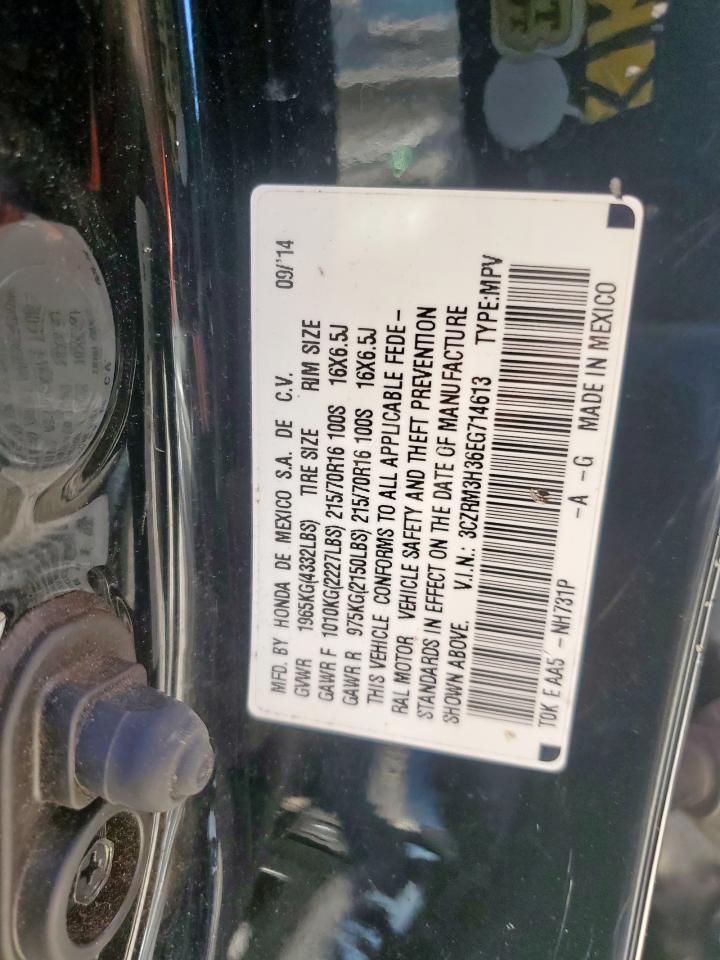 MFD. BY HONDA DE MEXICO S.A. DE C.V. 09/'14
GVWR 1965KG(4332LBS) TIRE SIZE RIM SIZE
GAWR F 1010KG(2227LBS) 215/70R16 100S 16X6.5J
GAWR R 975KG(2150LBS) 215/70R16 100S 16X6.5J
THIS VEHICLE CONFORMS TO ALL APPLICABLE FEDE-
RAL MOTOR VEHICLE SAFETY AND THEFT PREVENTION
STANDARDS IN EFFECT ON THE DATE OF MANUFACTURE
SHOWN ABOVE. V.I.N.: 3CZRM3H36EG714613 TYPE:MPV
T0K E AA5 -NH731P -A -G MADE IN MEXICO